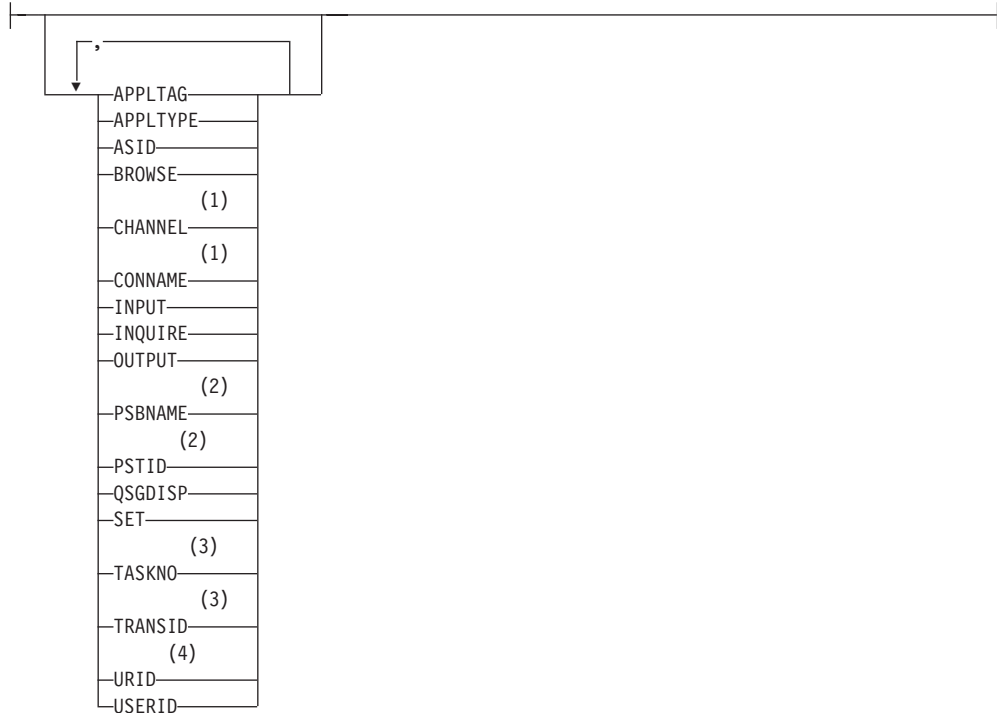 ,
APPLTAG
APPLTYPE
ASID
BROWSE
(1)
CHANNEL
(1)
CONNAME
INPUT
INQUIRE
OUTPUT
(2)
PSBNAME
(2)
PSTID
QSGDISP
SET
(3)
TASKNO
(3)
TRANSID
(4)
URID
USERID